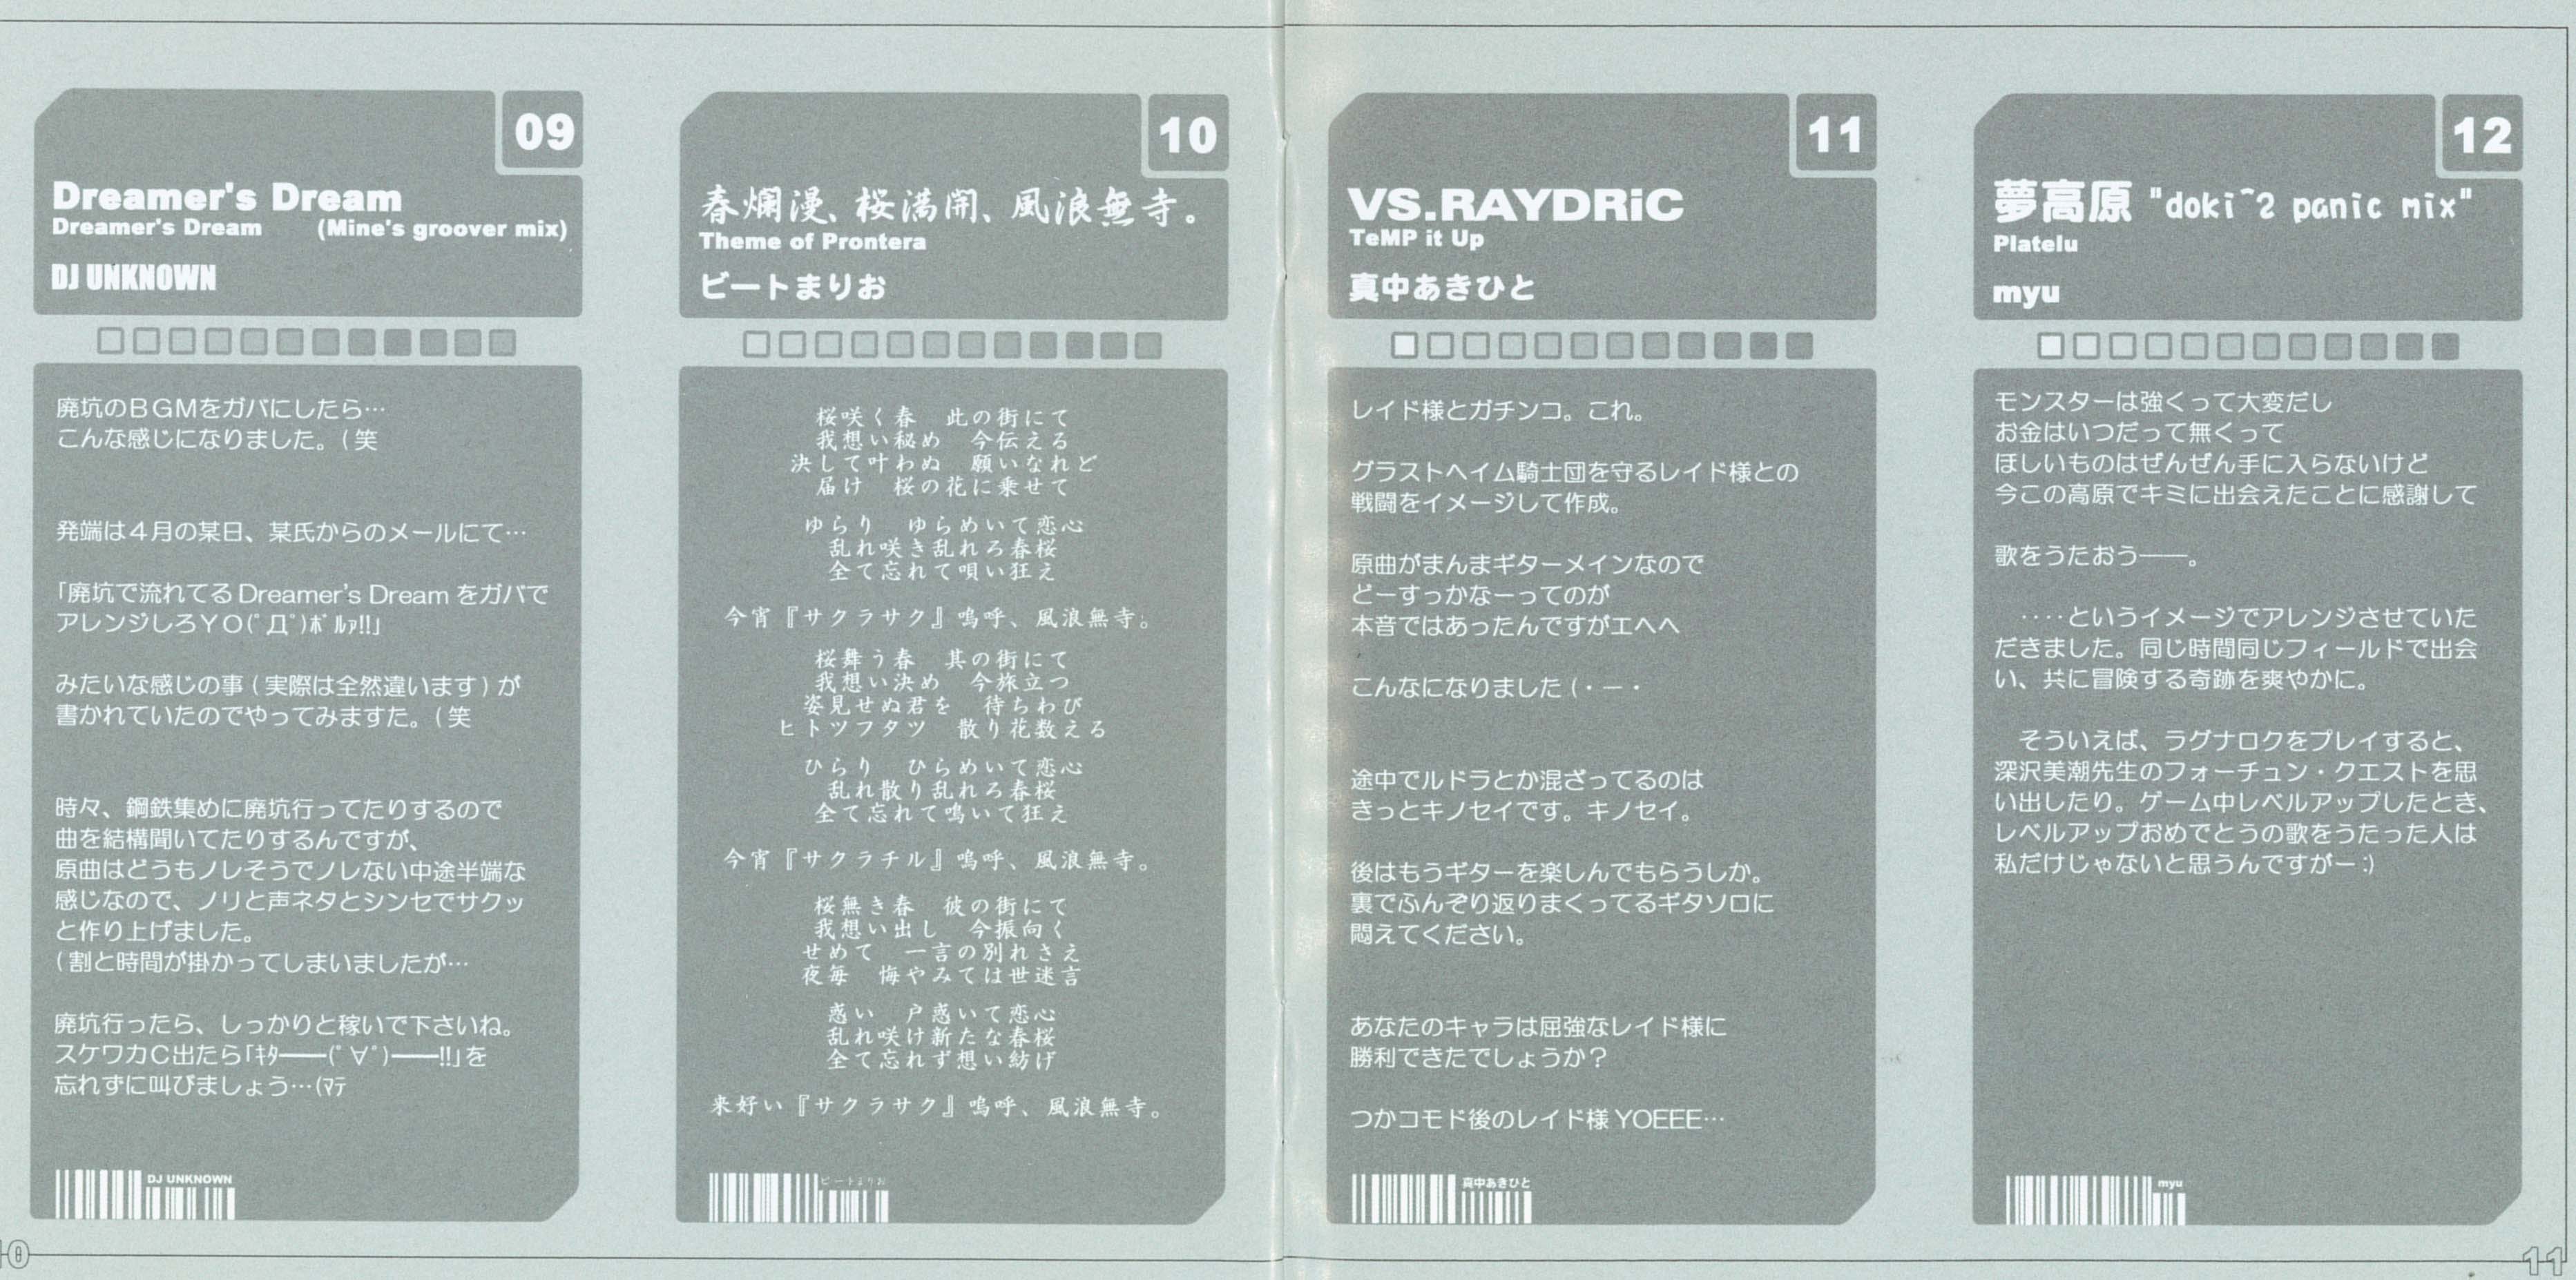 09
Dreamer's Dream
Dreamer's Dream (Mine's groover mix)
DJ UNKNOWN
廃坑のBGMをガバにしたら…
こんな感じになりました。(笑
発端は4月の某日、某氏からのメールにて…
「廃坑で流れてる Dreamer's Dream をガバで
アレンジしろYO(ﾟДﾟ)ﾎﾞﾙｧ!!」
みたいな感じの事(実際は全然違います)が
書かれていたのでやってみますた。(笑
時々、鋼鉄集めに廃坑行ってたりするので
曲を結構聞いてたりするんですが、
原曲はどうもノレそうでノレない中途半端な
感じなので、ノリと声ネタとシンセでサクッ
と作り上げました。
(割と時間が掛かってしまいましたが…
廃坑行ったら、しっかりと稼いで下さいね。
スケワカC出たら「ｷﾀ――(ﾟ∀ﾟ)――!!」を
忘れずに叫びましょう…(ﾏﾃ
DJ UNKNOWN
10
10
春爛漫、桜満開、風浪無寺。
Theme of Prontera
ビートまりお
桜咲く春　此の街にて
我想い秘め　今伝える
決して叶わぬ　願いなれど
届け　桜の花に乗せて
ゆらり　ゆらめいて恋心
乱れ咲き乱れろ春桜
全て忘れて唄い狂え
今宵『サクラサク』嗚呼、風浪無寺。
桜舞う春　其の街にて
我想い決め　今旅立つ
姿見せぬ君を　待ちわび
ヒトツフタツ　散り花数える
ひらり　ひらめいて恋心
乱れ散り乱れろ春桜
全て忘れて鳴いて狂え
今宵『サクラチル』嗚呼、風浪無寺。
桜無き春　彼の街にて
我想い出し　今振向く
せめて　一言の別れさえ
夜毎　悔やみては世迷言
惑い　戸惑いて恋心
乱れ咲け新たな春桜
全て忘れず想い紡げ
来好い『サクラサク』嗚呼、風浪無寺。
ビートまりお
11
VS.RAYDRiC
TeMP it Up
真中あきひと
レイド様とガチンコ。これ。
グラストヘイム騎士団を守るレイド様との
戦闘をイメージして作成。
原曲がまんまギターメインなので
どーすっかなーってのが
本音ではあったんですがエヘヘ
こんなになりました(・ー・
途中でルドラとか混ざってるのは
きっとキノセイです。キノセイ。
後はもうギターを楽しんでもらうしか。
裏でふんぞり返りまくってるギタソロに
悶えてください。
あなたのキャラは屈強なレイド様に
勝利できたでしょうか?
つかコモド後のレイド様YOEEE…
真中あきひと
12
夢高原 "doki~2 panic mix"
Platelu
myu
モンスターは強くって大変だし
お金はいつだって無くって
ほしいものはぜんぜん手に入らないけど
今この高原でキミに出会えたことに感謝して
歌をうたおう――。
　‥‥というイメージでアレンジさせていた
だきました。同じ時間同じフィールドで出会
い、共に冒険する奇跡を爽やかに。
　そういえば、ラグナロクをプレイすると、
深沢美潮先生のフォーチュン・クエストを思
い出したり。ゲーム中レベルアップしたとき、
レベルアップおめでとうの歌をうたった人は
私だけじゃないと思うんですがー:)
myu
11